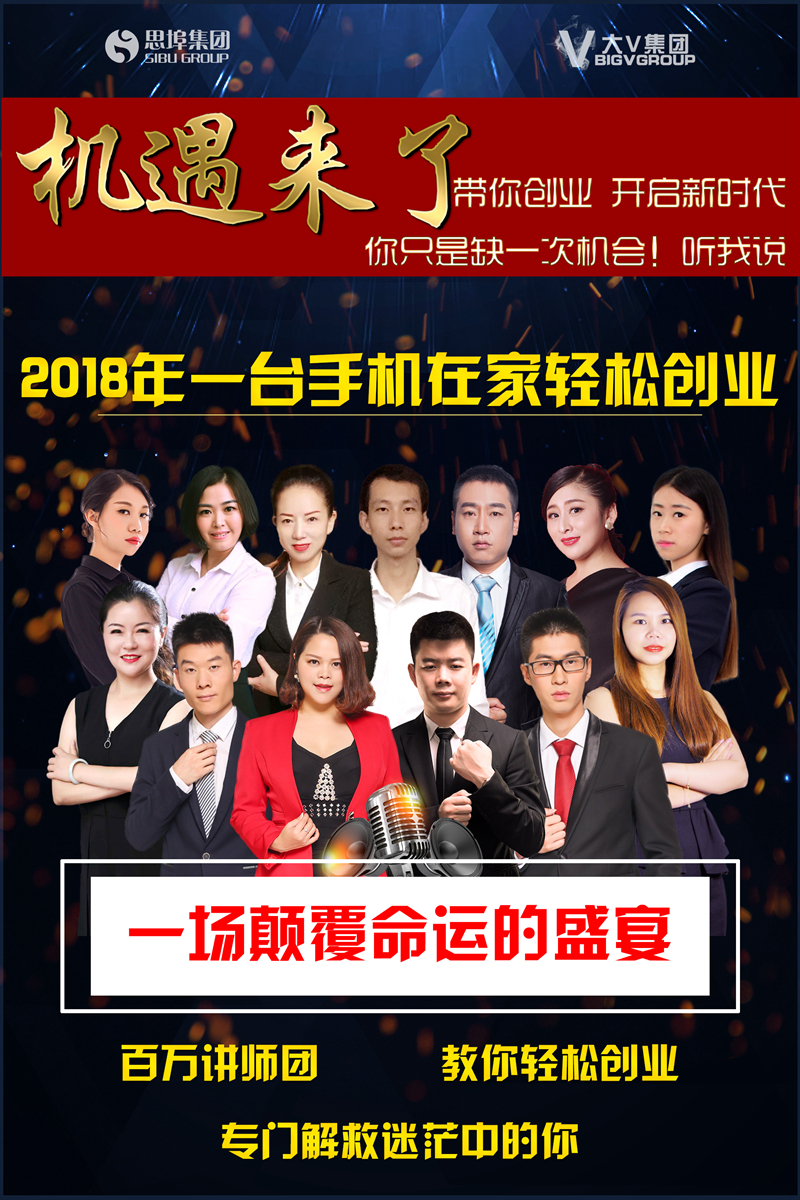 思埠集团
SIBU GROUP
大V集团
BIGVGROUP
机遇来了
带你创业 开启新时代
你只是缺一次机会！听我说
2018年一台手机在家轻松创业
一场颠覆命运的盛宴
百万讲师团 教你轻松创业
专门解救迷茫中的你